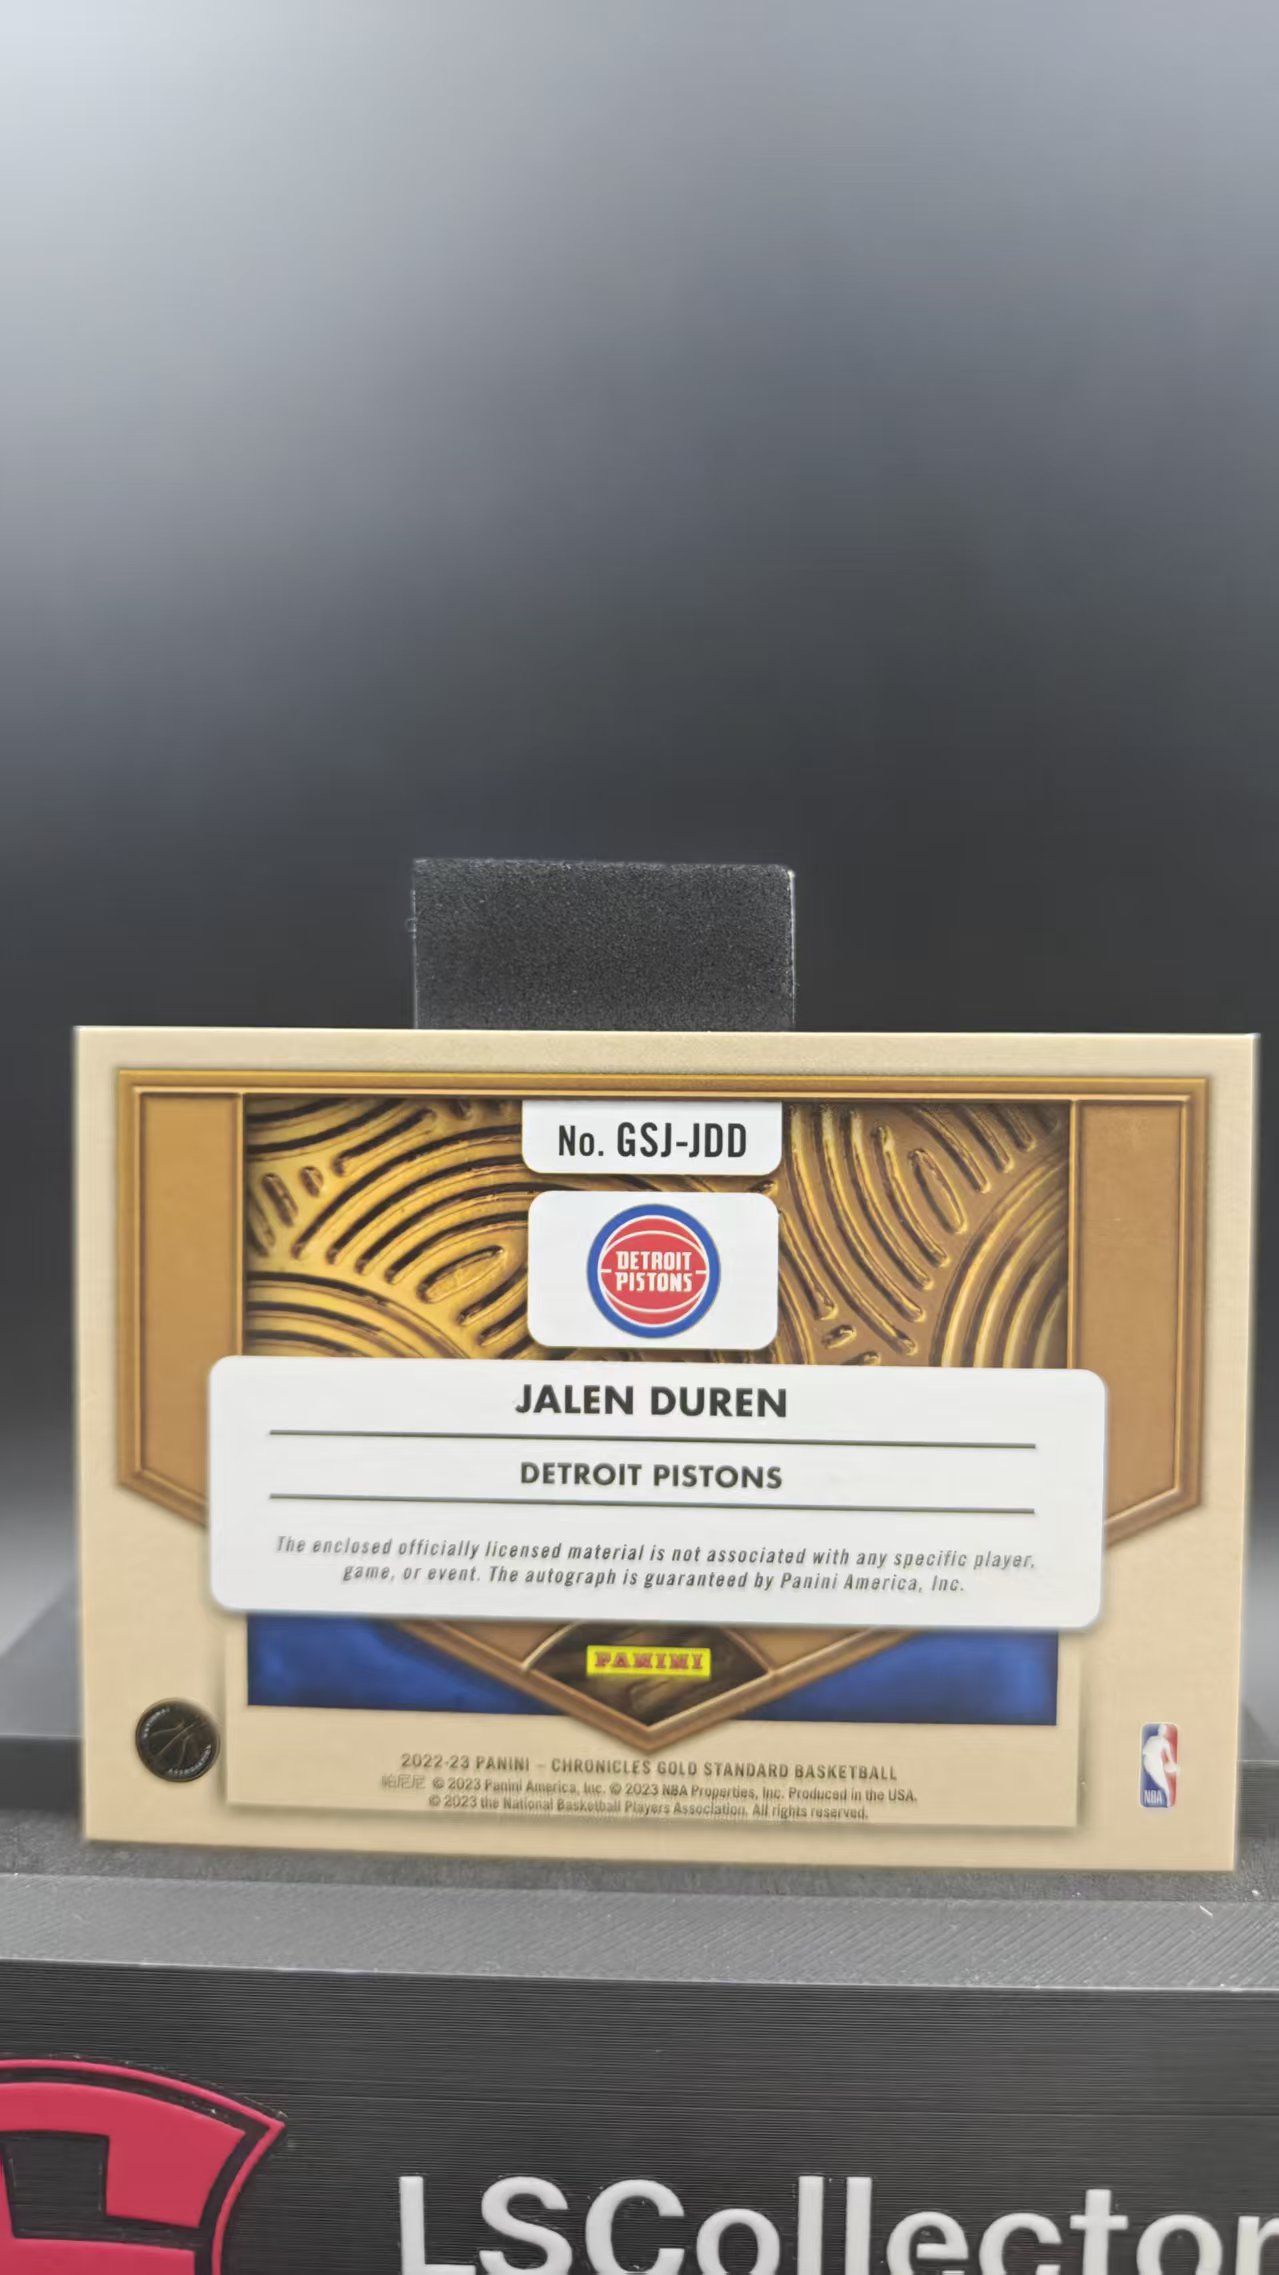 No. GSJ-JDD
DETROIT
PISTONS
JALEN DUREN
DETROIT PISTONS
The enclosed officially licensed material is not associated with any specific player,
game, or event. The autograph is guaranteed by Panini America, Inc.
PANINI
2022-23 PANINI – CHRONICLES GOLD STANDARD BASKETBALL
帕尼尼 © 2023 Panini America, Inc. © 2023 NBA Properties, Inc. Produced in the USA.
© 2023 the National Basketball Players Association. All rights reserved.
NBA
LSCollector